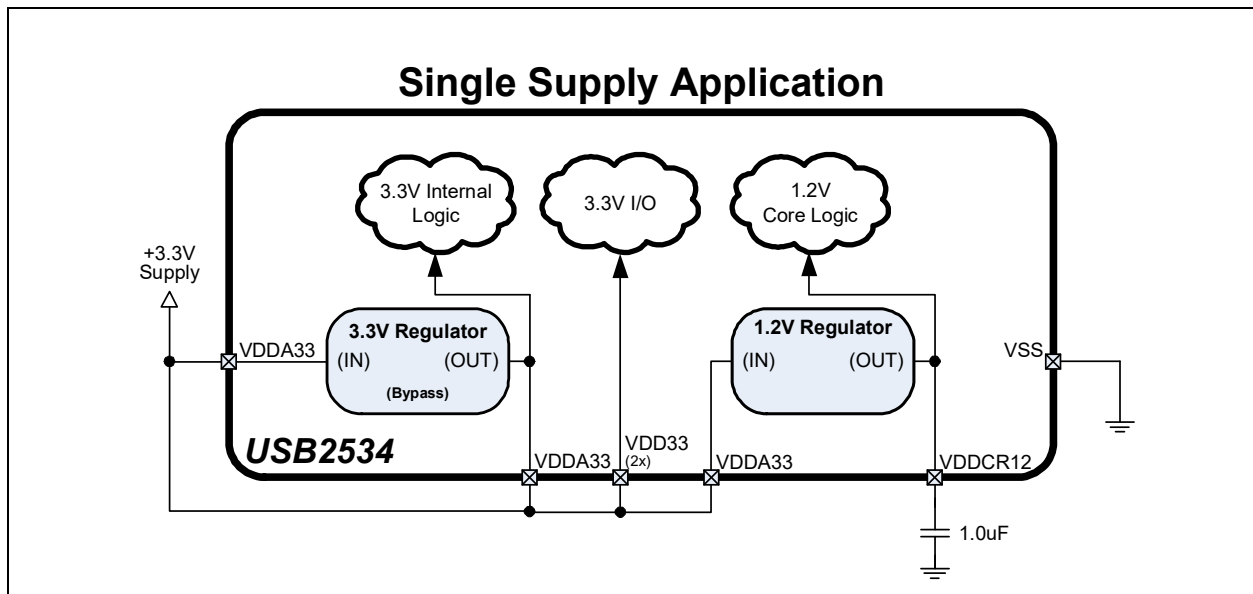 Single Supply Application
3.3V Internal
Logic
3.3V I/O
1.2V
Core Logic
+3.3V
Supply
VDDA33
3.3V Regulator
(IN)
(OUT)
(Bypass)
1.2V Regulator
(IN)
(OUT)
VSS
USB2534
VDDA33
VDD33
(2x)
VDDA33
VDDCR12
1.0uF